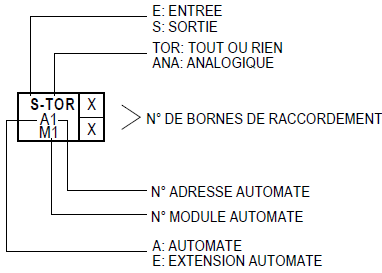 E: ENTREE
S: SORTIE
TOR: TOUT OU RIEN
ANA: ANALOGIQUE
S-TOR X
A1 X
M1
N° DE BORNES DE RACCORDEMENT
N° ADRESSE AUTOMATE
N° MODULE AUTOMATE
A: AUTOMATE
E: EXTENSION AUTOMATE